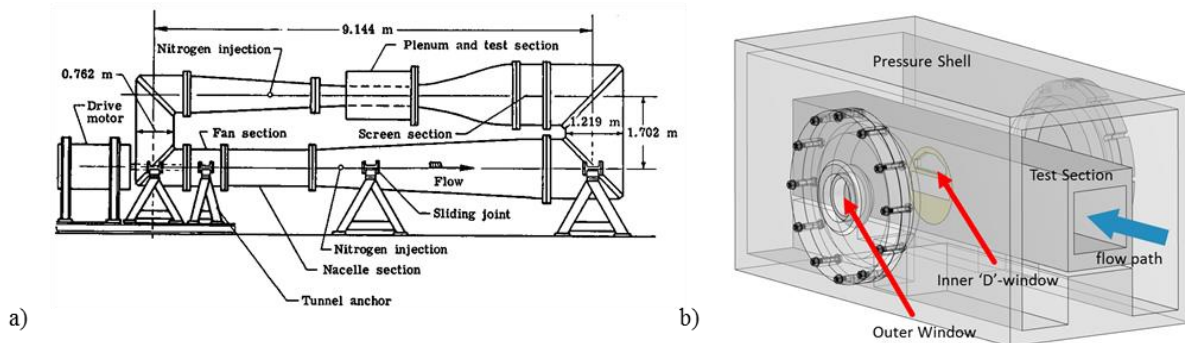 9.144 m
Nitrogen injection
Plenum and test section
0.762 m
Drive
motor
Fan section
Screen section
1.219 m
1.702 m
Flow
Sliding joint
Nitrogen injection
Nacelle section
Tunnel anchor
a)
Pressure Shell
Test Section
flow path
Inner ‘D’-window
Outer Window
b)